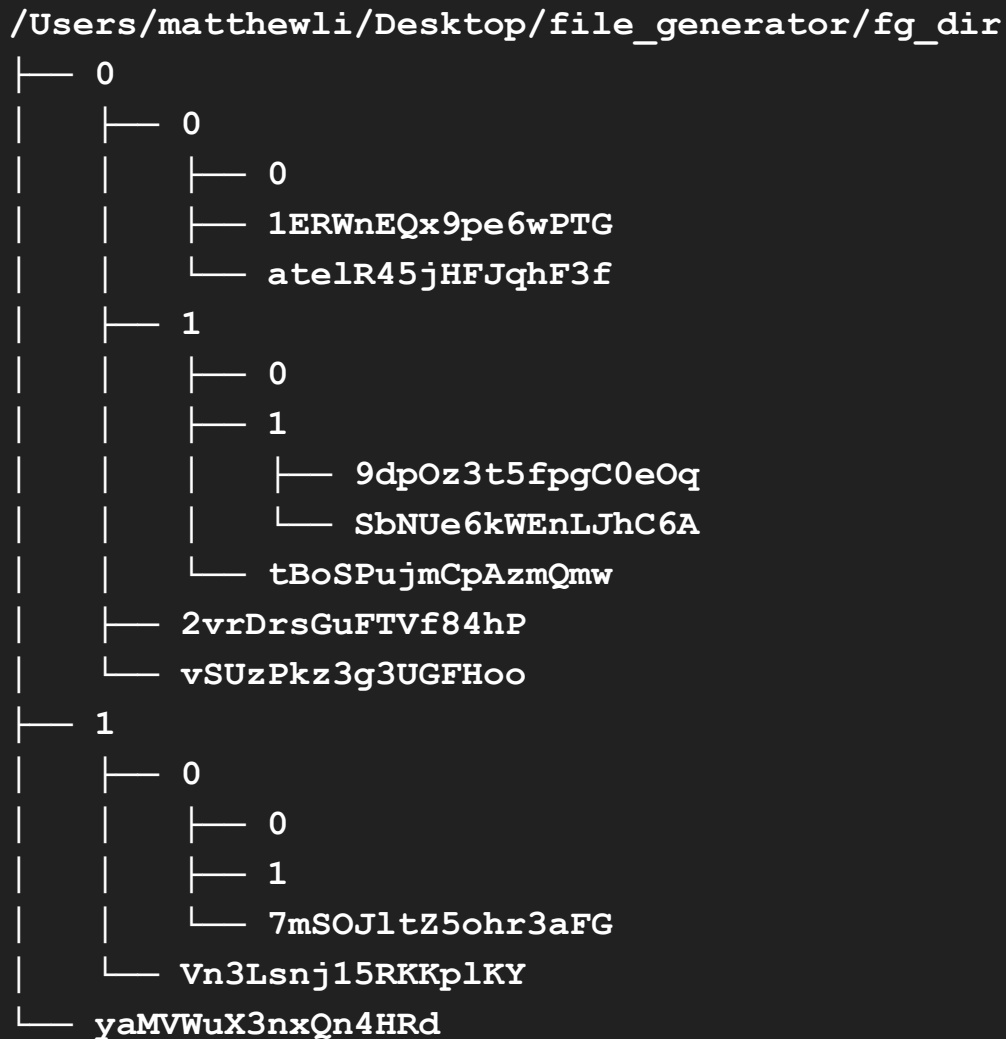 /Users/matthewli/Desktop/file_generator/fg_dir
├── 0
│   ├── 0
│   │   ├── 0
│   │   ├── 1ERWnEQx9pe6wPTG
│   │   └── atelR45jHFJqhF3f
│   ├── 1
│   │   ├── 0
│   │   ├── 1
│   │   │   ├── 9dpOz3t5fpgC0eOq
│   │   │   └── SbNUe6kWEnLJhC6A
│   │   └── tBoSPujmCpAzmQmw
│   ├── 2vrDrsGuFTVf84hP
│   └── vSUzPkz3g3UGFHoo
├── 1
│   ├── 0
│   │   ├── 0
│   │   ├── 1
│   │   └── 7mSOJltZ5ohr3aFG
│   └── Vn3Lsnj15RKKplKY
└── yaMVWuX3nxQn4HRd